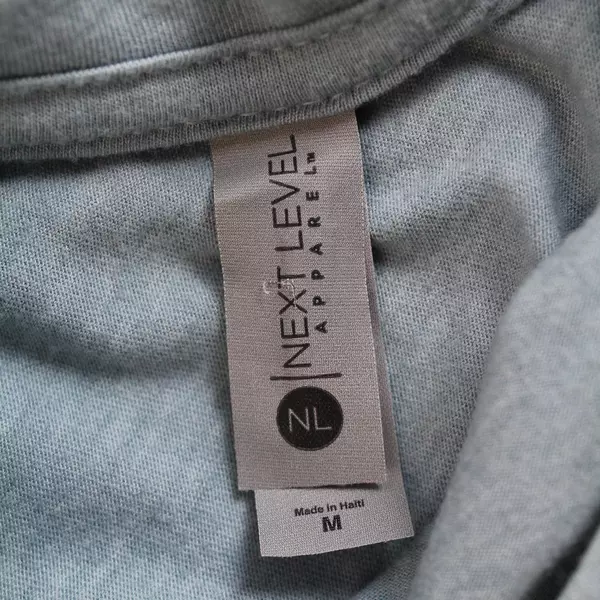 NEXT LEVEL
APPAREL™
NL
Made in Haiti
M